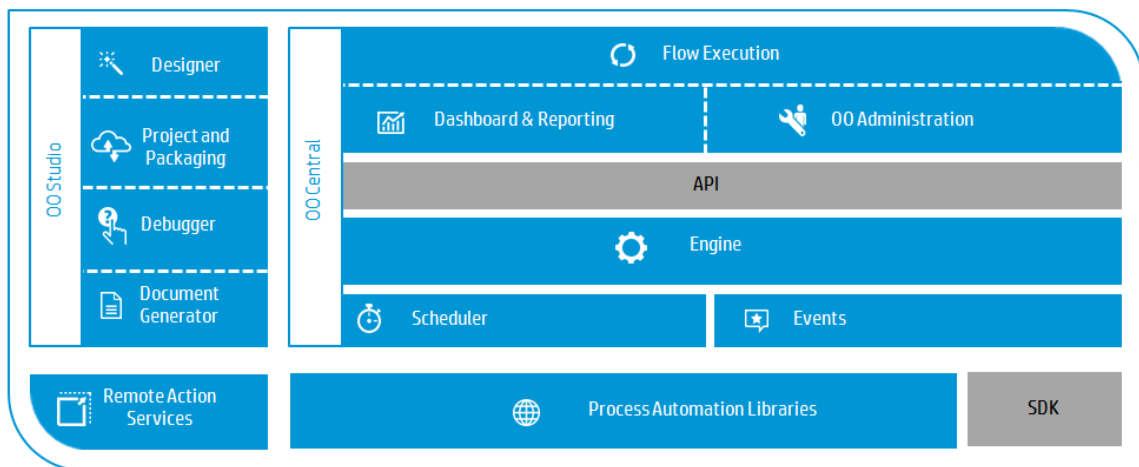 OO Studio
Designer
Project and
Packaging
Debugger
Document
Generator
OO Central
Flow Execution
Dashboard & Reporting
OO Administration
API
Engine
Scheduler
Events
Remote Action
Services
Process Automation Libraries
SDK